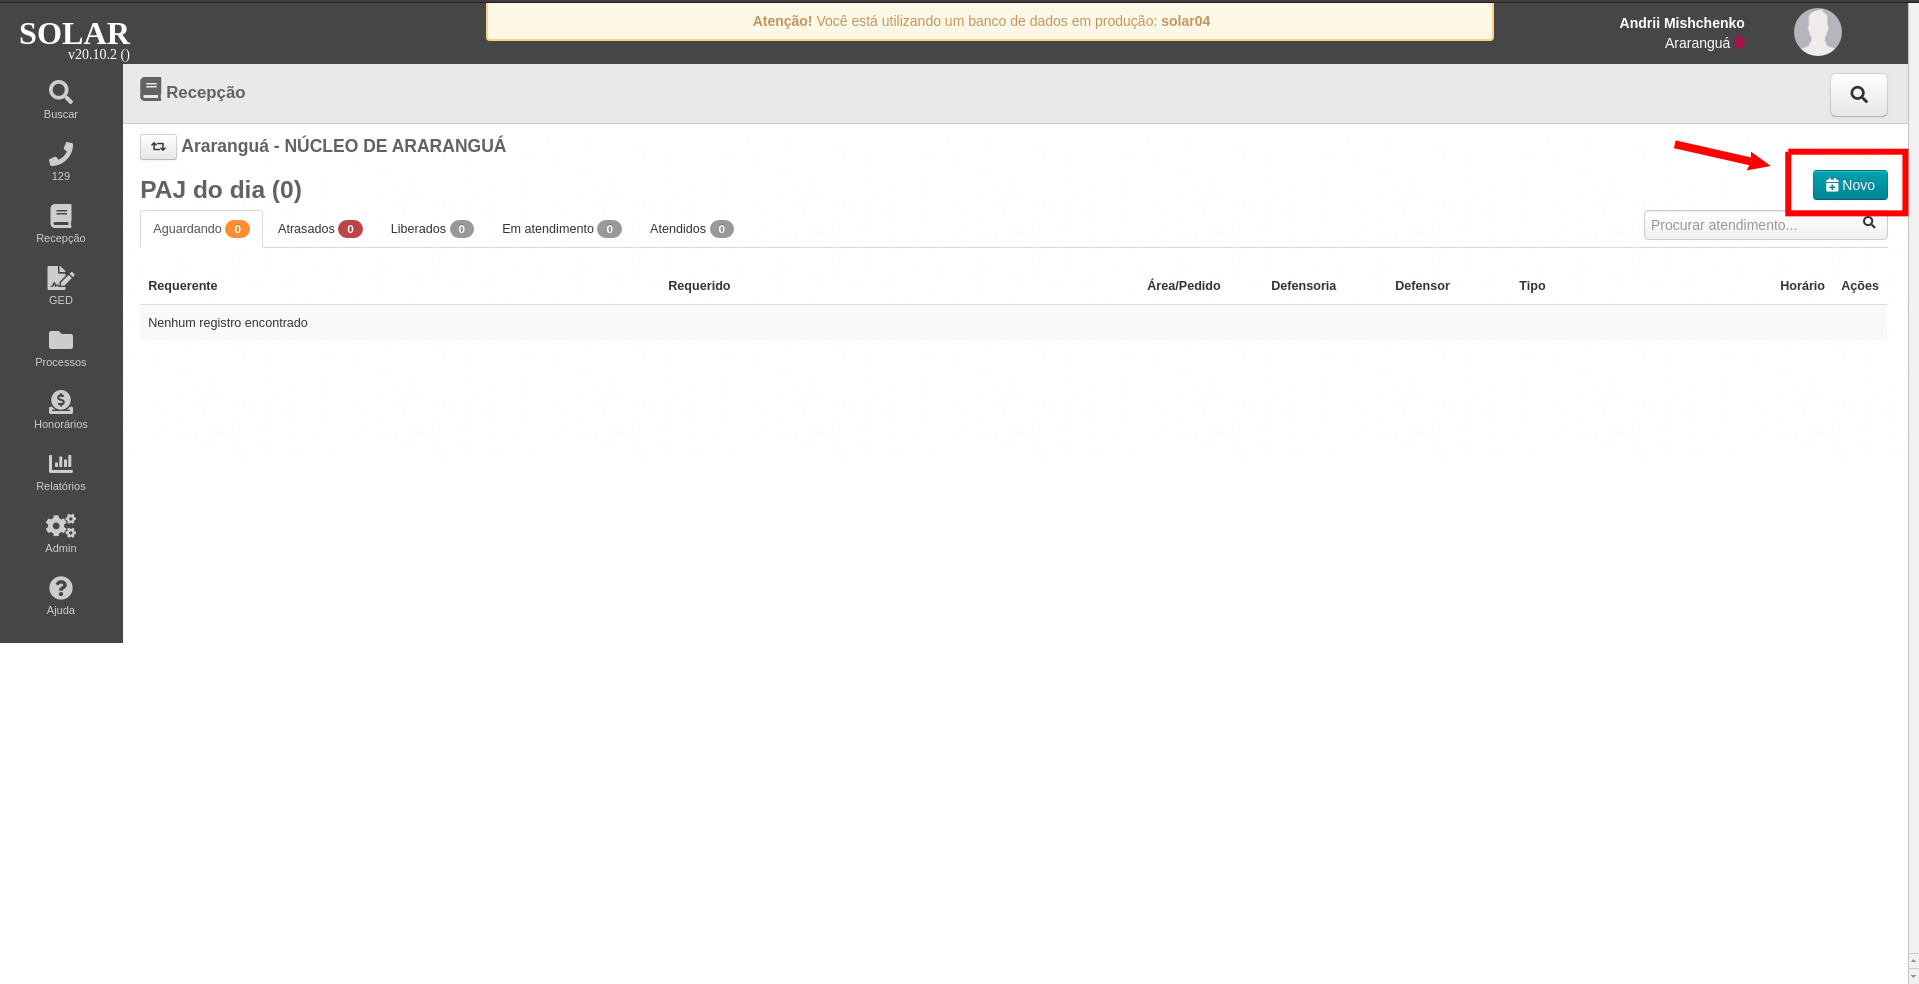 SOLAR
v20.10.2 ()
Atenção! Você está utilizando um banco de dados em produção: solar04
Andrii Mishchenko
Araranguá
Buscar
129
Recepção
GED
Processos
Honorários
Relatórios
Admin
Ajuda
Recepção
Araranguá - NÚCLEO DE ARARANGUÁ
PAJ do dia (0)
Novo
Aguardando 0 Atrasados 0 Liberados 0 Em atendimento 0 Atendidos 0
Procurar atendimento...
Requerente Requerido Área/Pedido Defensoria Defensor Tipo Horário Ações
Nenhum registro encontrado